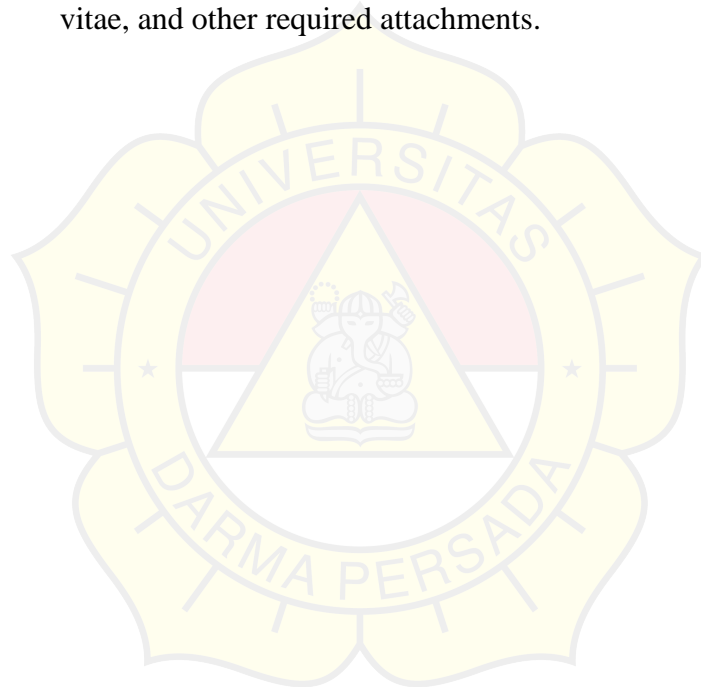 vitae, and other required attachments.
UNIVERSITAS
DARMA PERSADA